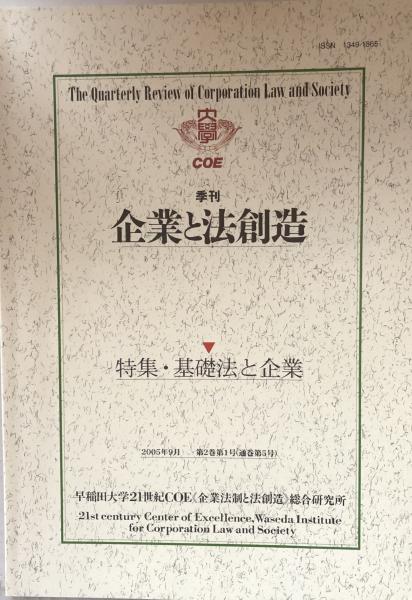 ISSN 1349-1865
The Quarterly Review of Corporation Law and Society
大學
COE
季刊
企業と法創造
特集・基礎法と企業
2005年9月 第2巻第1号(通巻第5号)
早稲田大学21世紀COE《企業法制と法創造》総合研究所
21st century Center of Excellence, Waseda Institute
for Corporation Law and Society